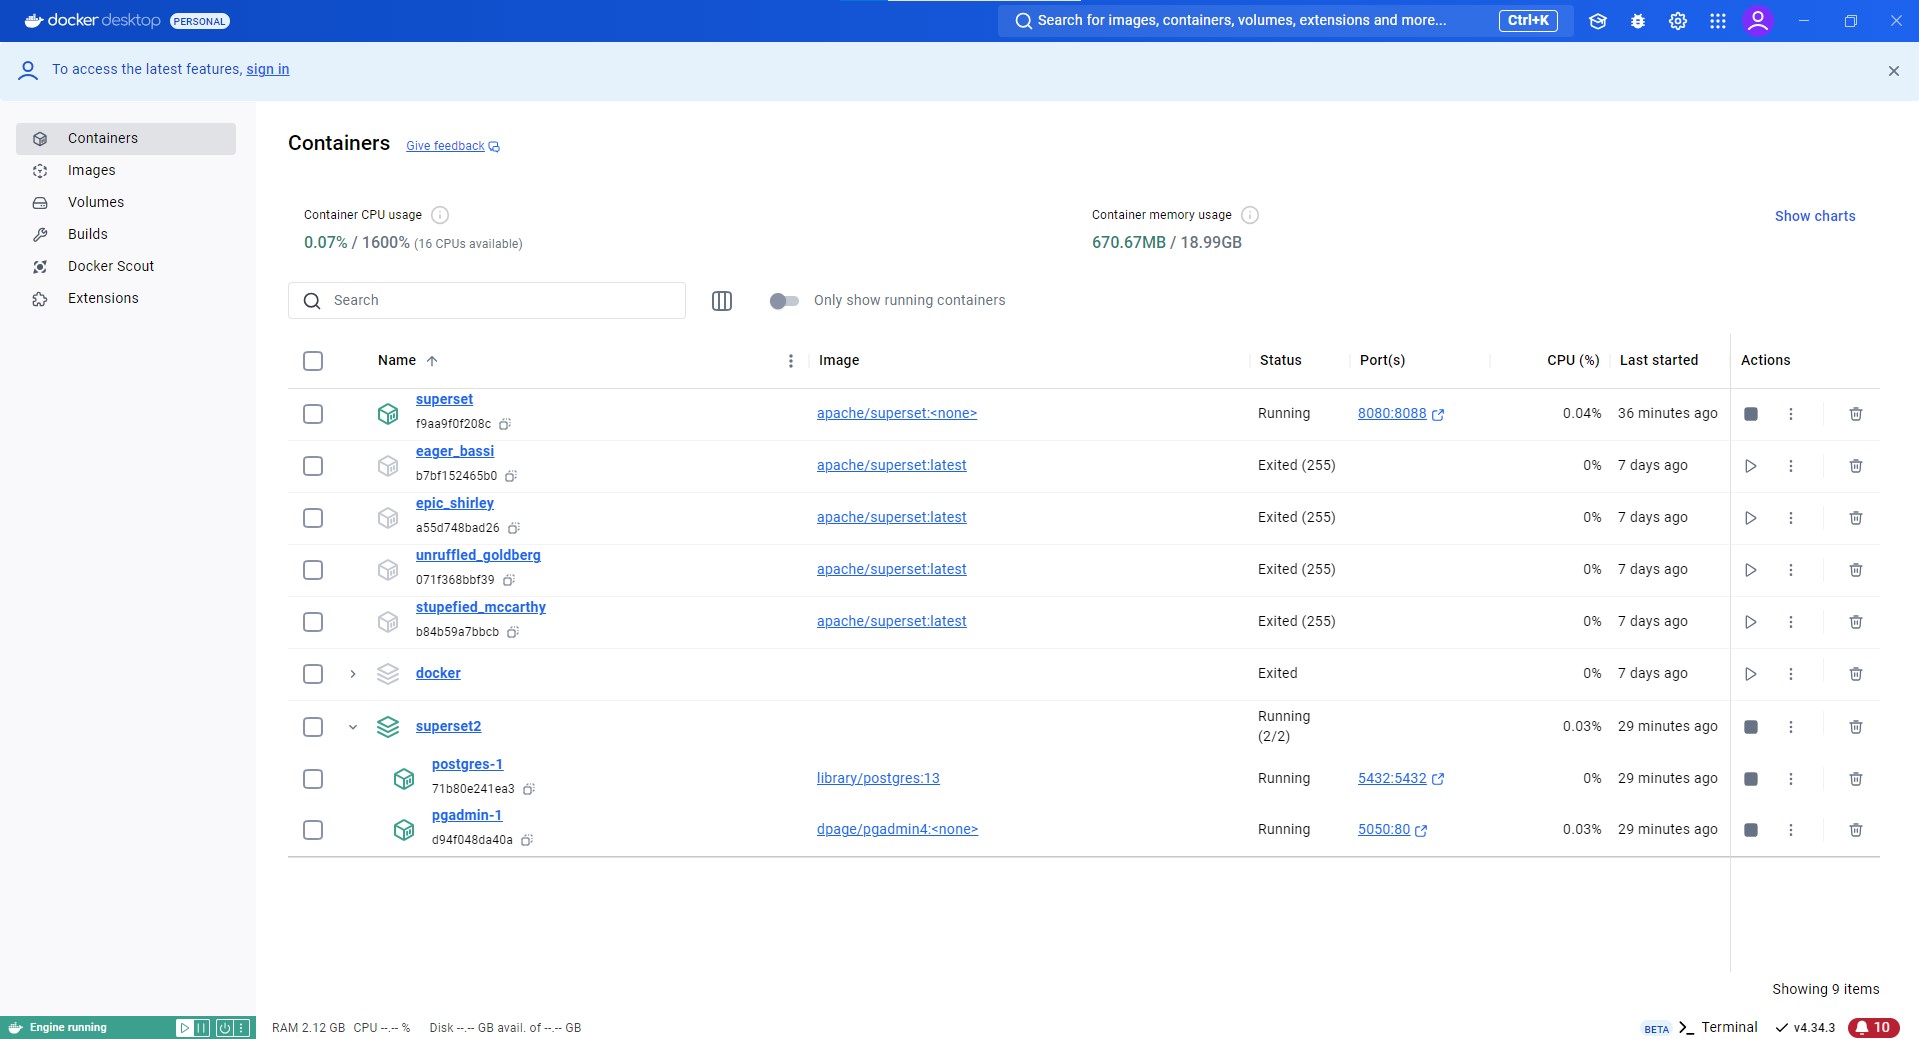 docker desktop PERSONAL
Search for images, containers, volumes, extensions and more... Ctrl+K
To access the latest features, sign in
Containers
Images
Volumes
Builds
Docker Scout
Extensions
Containers Give feedback
Container CPU usage
0.07% / 1600% (16 CPUs available)
Container memory usage
670.67MB / 18.99GB
Show charts
Search
Only show running containers
Name Image Status Port(s) CPU (%) Last started Actions
superset
f9aa9f0f208c
apache/superset:<none> Running 8080:8088 0.04% 36 minutes ago
eager_bassi
b7bf152465b0
apache/superset:latest Exited (255) 0% 7 days ago
epic_shirley
a55d748bad26
apache/superset:latest Exited (255) 0% 7 days ago
unruffled_goldberg
071f368bbf39
apache/superset:latest Exited (255) 0% 7 days ago
stupefied_mccarthy
b84b59a7bbcb
apache/superset:latest Exited (255) 0% 7 days ago
docker Exited 0% 7 days ago
superset2
Running
(2/2)
0.03% 29 minutes ago
postgres-1
71b80e241ea3
library/postgres:13 Running 5432:5432 0% 29 minutes ago
pgadmin-1
d94f048da40a
dpage/pgadmin4:<none> Running 5050:80 0.03% 29 minutes ago
Showing 9 items
Engine running
RAM 2.12 GB CPU --.-- % Disk --.-- GB avail. of --.-- GB
BETA >_ Terminal v4.34.3 10